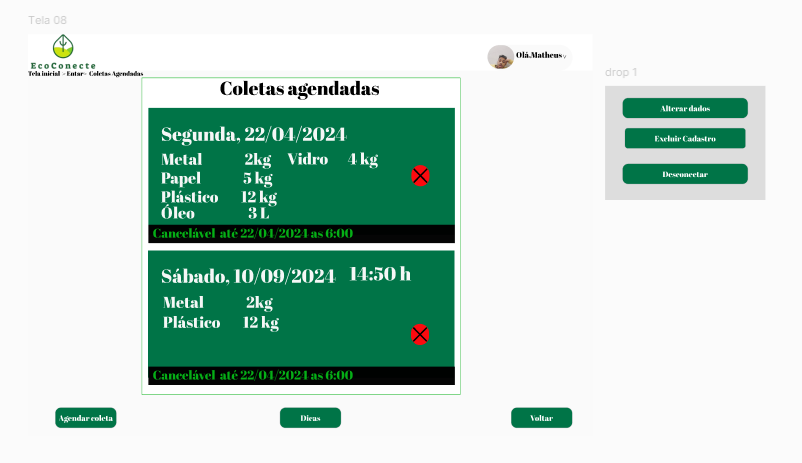 Tela 08
EcoConecte
Olá.Matheus
Tela inicial >Entar> Coletas Agendadas
drop 1
Alterar dados
Excluir Cadastro
Desconectar
Coletas agendadas
Segunda, 22/04/2024
Metal 2kg Vidro 4 kg
Papel 5 kg
Plástico 12 kg
Óleo 3 L
Cancelável até 22/04/2024 as 6:00
Sábado, 10/09/2024 14:50 h
Metal 2kg
Plástico 12 kg
Cancelável até 22/04/2024 as 6:00
Agendar coleta
Dicas
Voltar